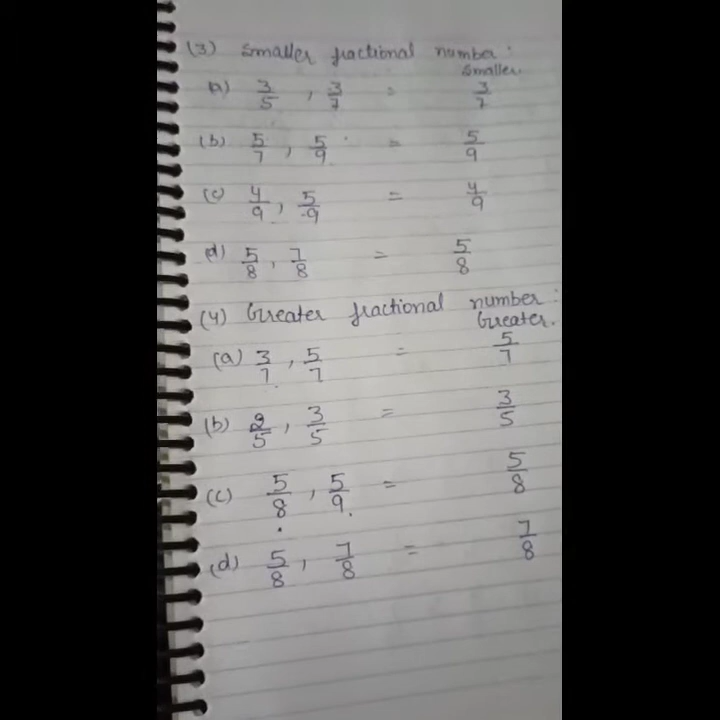 (3) Smaller fractional number:
Smaller.
a) 3/5 , 3/7 = 3/7
(b) 5/7 , 5/9 = 5/9
(c) 4/9 , 5/9 = 4/9
d) 5/8 , 7/8 = 5/8
(4) Greater fractional number:
Greater.
(a) 3/7 , 5/7 = 5/7
(b) 2/5 , 3/5 = 3/5
(c) 5/8 , 5/9 = 5/8
(d) 5/8 , 7/8 = 7/8